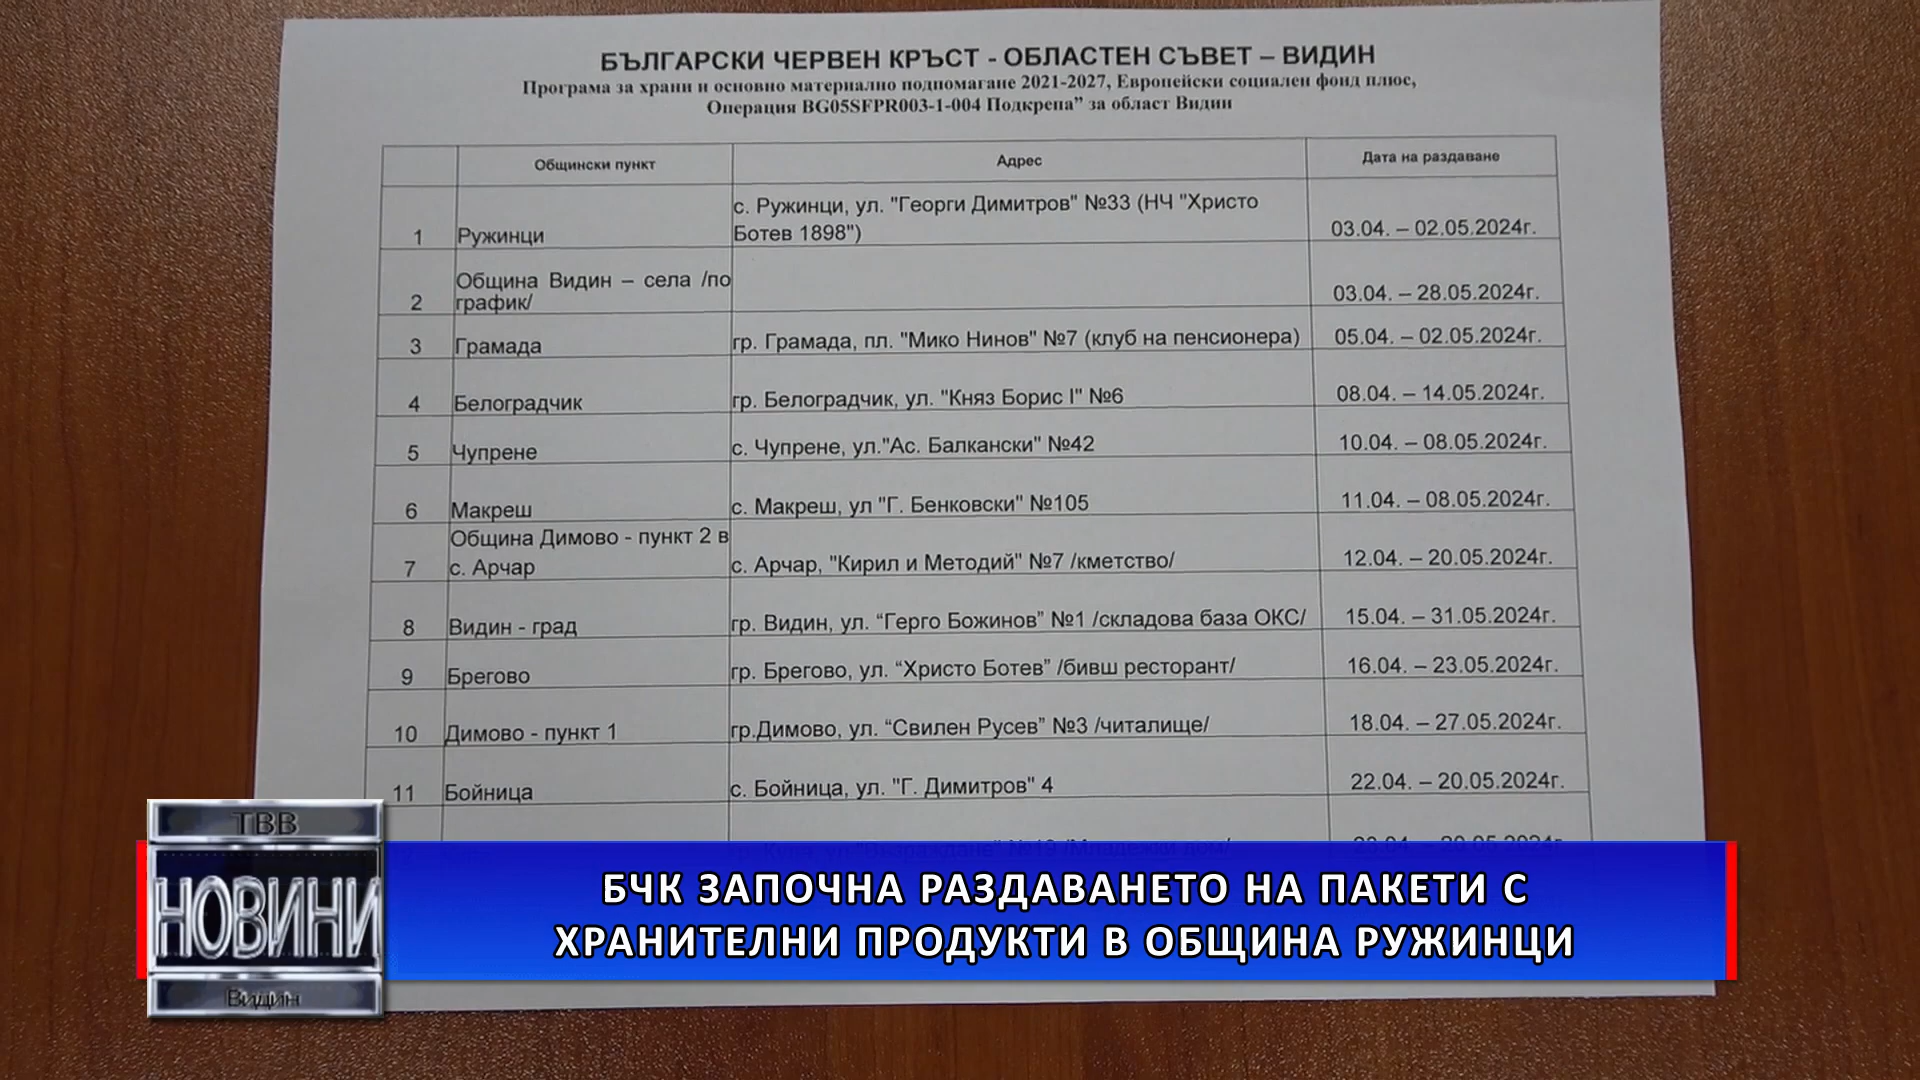 БЪЛГАРСКИ ЧЕРВЕН КРЪСТ - ОБЛАСТЕН СЪВЕТ – ВИДИН
Програма за храни и основно материално подпомагане 2021-2027, Европейски социален фонд плюс,
Операция BG05SFPR003-1-004 Подкрепа” за област Видин
Общински пункт Адрес Дата на раздаване
с. Ружинци, ул. "Георги Димитров" №33 (НЧ "Христо
1 Ружинци Ботев 1898") 03.04. – 02.05.2024г.
Община Видин – села /по
2 график/ 03.04. – 28.05.2024г.
3 Грамада гр. Грамада, пл. "Мико Нинов" №7 (клуб на пенсионера) 05.04. – 02.05.2024г.
4 Белоградчик гр. Белоградчик, ул. "Княз Борис I" №6 08.04. – 14.05.2024г.
5 Чупрене с. Чупрене, ул."Ас. Балкански" №42 10.04. – 08.05.2024г.
6 Макреш с. Макреш, ул "Г. Бенковски" №105 11.04. – 08.05.2024г.
Община Димово - пункт 2 в
7 с. Арчар с. Арчар, "Кирил и Методий" №7 /кметство/ 12.04. – 20.05.2024г.
8 Видин - град гр. Видин, ул. “Герго Божинов” №1 /складова база ОКС/ 15.04. – 31.05.2024г.
9 Брегово гр. Брегово, ул. “Христо Ботев” /бивш ресторант/ 16.04. – 23.05.2024г.
10 Димово - пункт 1 гр.Димово, ул. “Свилен Русев” №3 /читалище/ 18.04. – 27.05.2024г.
11 Бойница с. Бойница, ул. "Г. Димитров" 4 22.04. – 20.05.2024г.
ТВВ
НОВИНИ
Видин
БЧК ЗАПОЧНА РАЗДАВАНЕТО НА ПАКЕТИ С
ХРАНИТЕЛНИ ПРОДУКТИ В ОБЩИНА РУЖИНЦИ